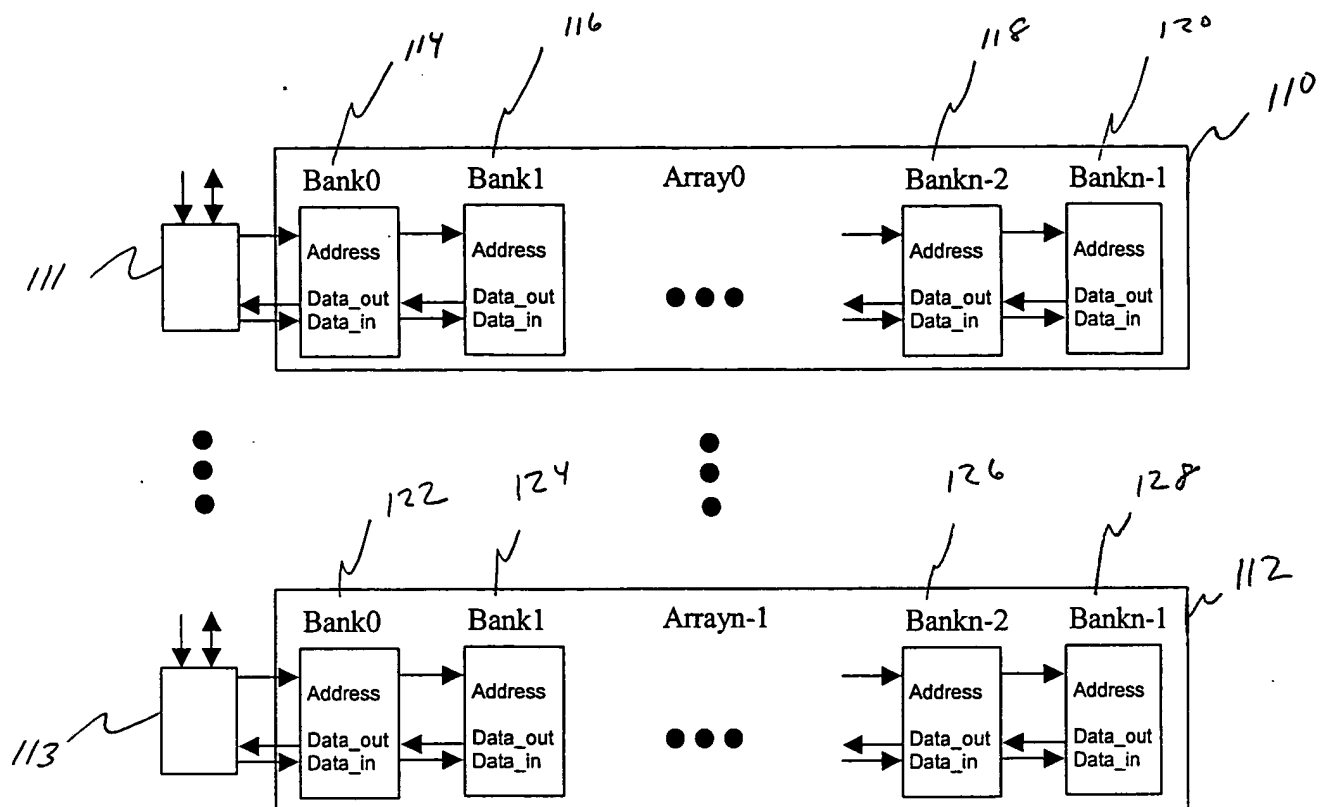 114 116 118 120
110
Bank0 Bank1 Array0 Bankn-2 Bankn-1
Address Address Address Address
111
Data_out Data_out Data_out Data_out
Data_in Data_in Data_in Data_in
122 124 126 128
112
Bank0 Bank1 Arrayn-1 Bankn-2 Bankn-1
Address Address Address Address
113
Data_out Data_out Data_out Data_out
Data_in Data_in Data_in Data_in